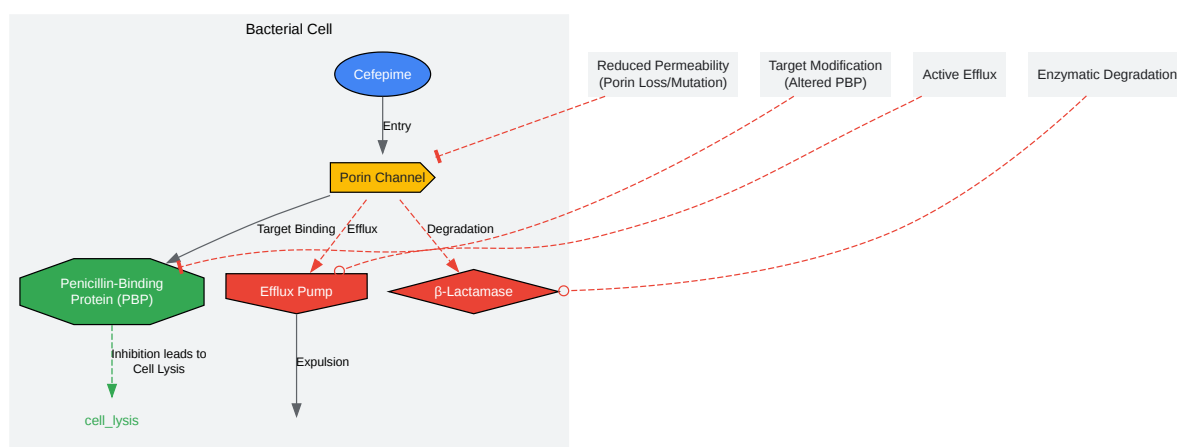 Bacterial Cell
Cefepime
Reduced Permeability
(Porin Loss/Mutation)
Target Modification
(Altered PBP)
Active Efflux
Enzymatic Degradation
Entry
Porin Channel
Target Binding
Efflux
Degradation
Penicillin-Binding
Protein (PBP)
Efflux Pump
β-Lactamase
Inhibition leads to
Cell Lysis
Expulsion
cell_lysis